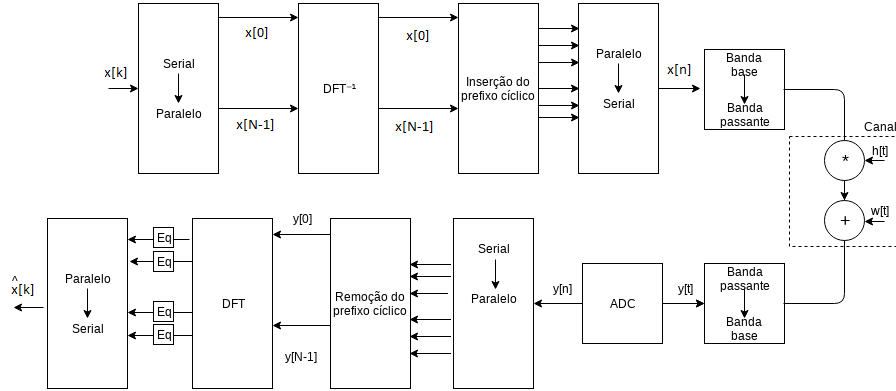 x[k]
Serial
Paralelo
x[0]
x[N-1]
DFT⁻¹
x[0]
x[N-1]
Inserção do
prefixo cíclico
Paralelo
Serial
x[n]
Banda
base
Banda
passante
Canal
*
h[t]
+
w[t]
^
x[k]
Paralelo
Serial
Eq
Eq
Eq
Eq
DFT
y[0]
y[N-1]
Remoção do
prefixo cíclico
Serial
Paralelo
y[n]
ADC
y[t]
Banda
passante
Banda
base